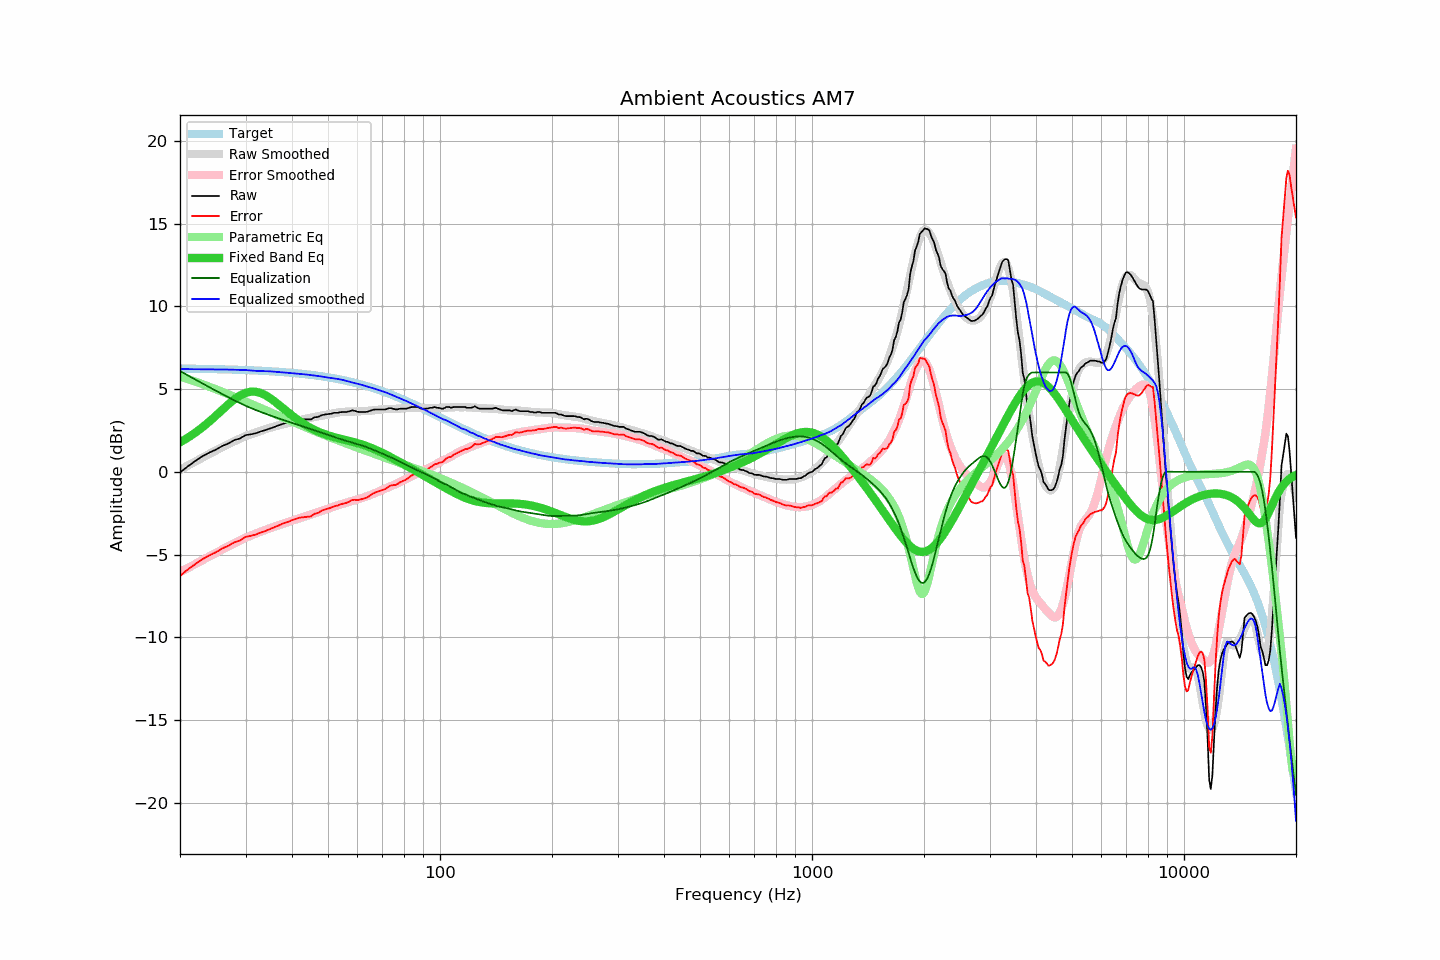 Ambient Acoustics AM7
Target
Raw Smoothed
Error Smoothed
Raw
Error
Parametric Eq
Fixed Band Eq
Equalization
Equalized smoothed
Amplitude (dBr)
20
15
10
5
0
−5
−10
−15
−20
100
1000
10000
Frequency (Hz)